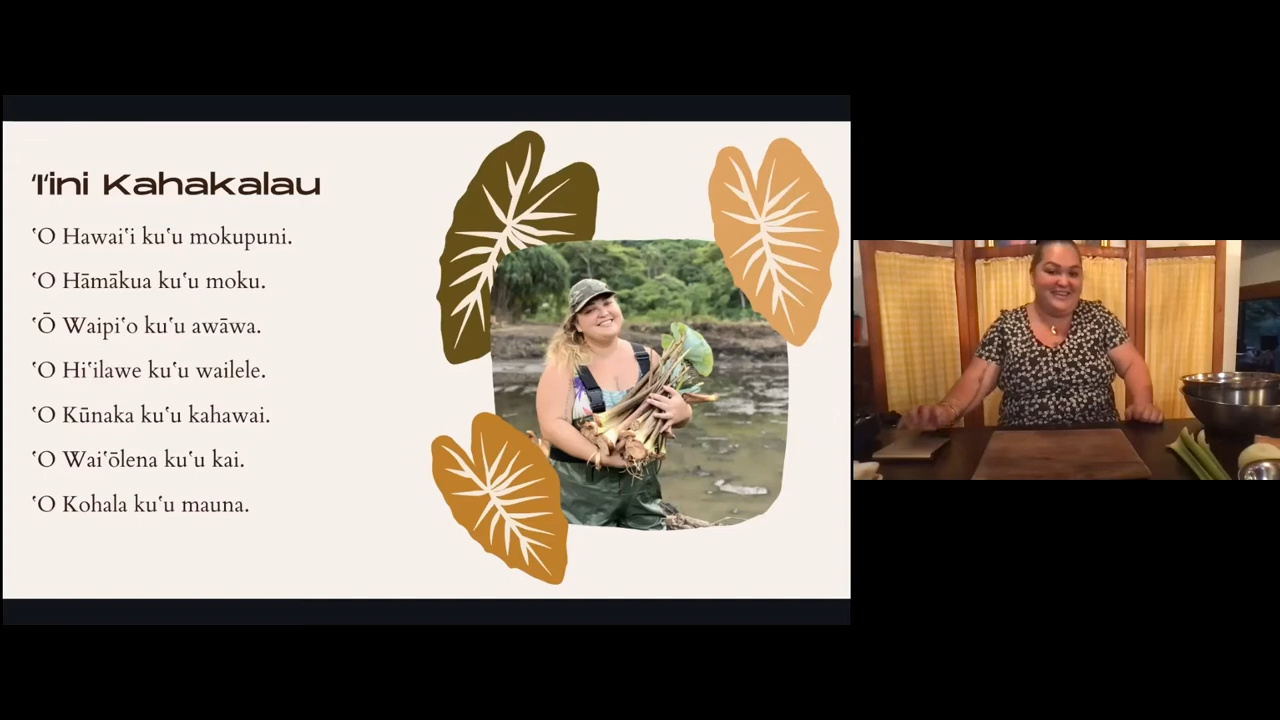 ʻIʻini Kahakalau
ʻO Hawaiʻi kuʻu mokupuni.
ʻO Hāmākua kuʻu moku.
ʻŌ Waipiʻo kuʻu awāwa.
ʻO Hiʻilawe kuʻu wailele.
ʻO Kūnaka kuʻu kahawai.
ʻO Waiʻōlena kuʻu kai.
ʻO Kohala kuʻu mauna.